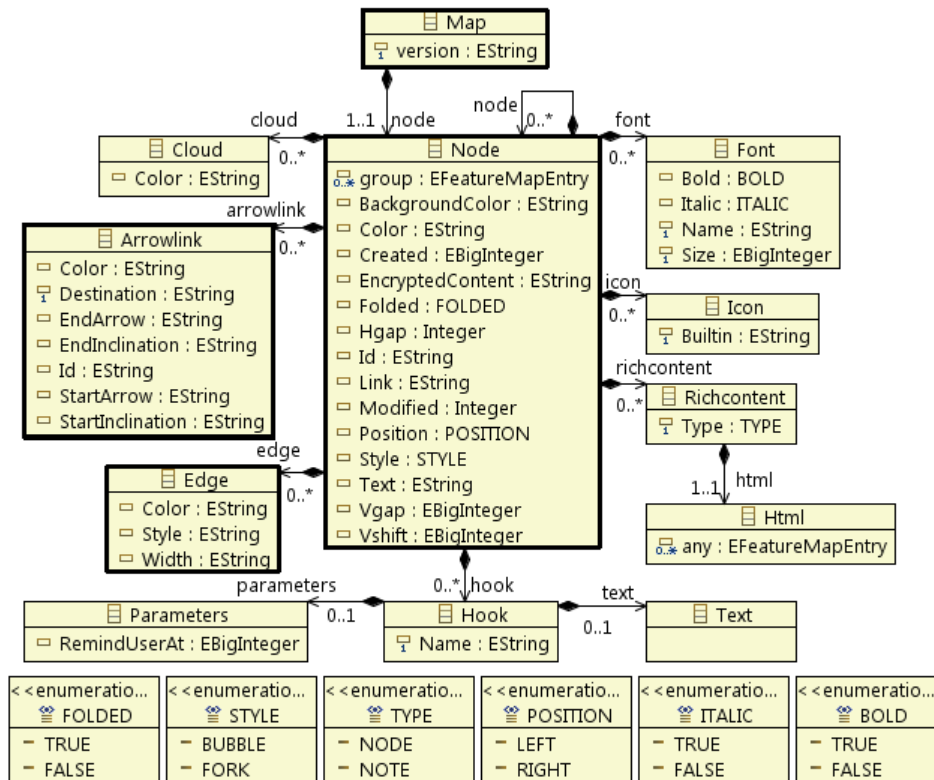 Map
version : EString
1..1 node
node
0..*
cloud
0..*
font
0..*
Cloud
Color : EString
Node
group : EFeatureMapEntry
BackgroundColor : EString
Color : EString
Created : EBigInteger
EncryptedContent : EString
Folded : FOLDED
Hgap : Integer
Id : EString
Link : EString
Modified : Integer
Position : POSITION
Style : STYLE
Text : EString
Vgap : EBigInteger
Vshift : EBigInteger
Font
Bold : BOLD
Italic : ITALIC
Name : EString
Size : EBigInteger
arrowlink
0..*
Arrowlink
Color : EString
Destination : EString
EndArrow : EString
EndInclination : EString
Id : EString
StartArrow : EString
StartInclination : EString
icon
0..*
Icon
Builtin : EString
richcontent
0..*
Richcontent
Type : TYPE
edge
0..*
Edge
Color : EString
Style : EString
Width : EString
1..1
html
Html
any : EFeatureMapEntry
0..* hook
parameters
0..1
Parameters
RemindUserAt : EBigInteger
Hook
Name : EString
text
0..1
Text
<<enumeratio...
FOLDED
TRUE
FALSE
<<enumeratio...
STYLE
BUBBLE
FORK
<<enumeratio...
TYPE
NODE
NOTE
<<enumeratio...
POSITION
LEFT
RIGHT
<<enumeratio...
ITALIC
TRUE
FALSE
<<enumeratio...
BOLD
TRUE
FALSE